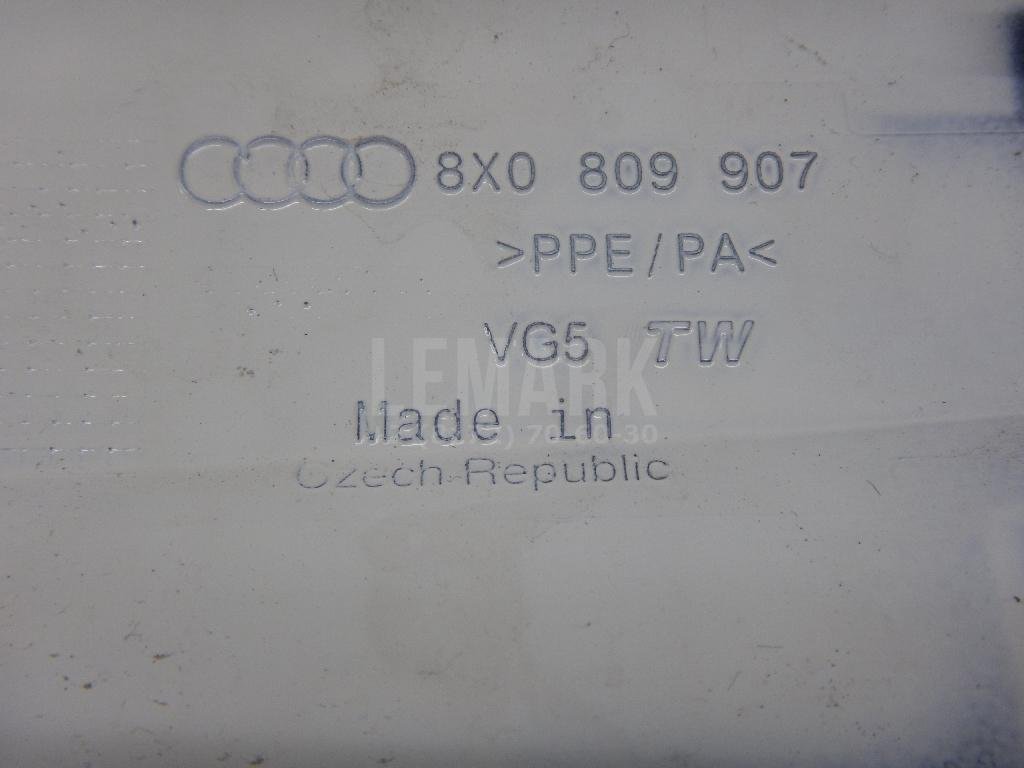 8X0 809 907
>PPE/PA<
VG5 TW
LEMARK
Made in
Czech Republic